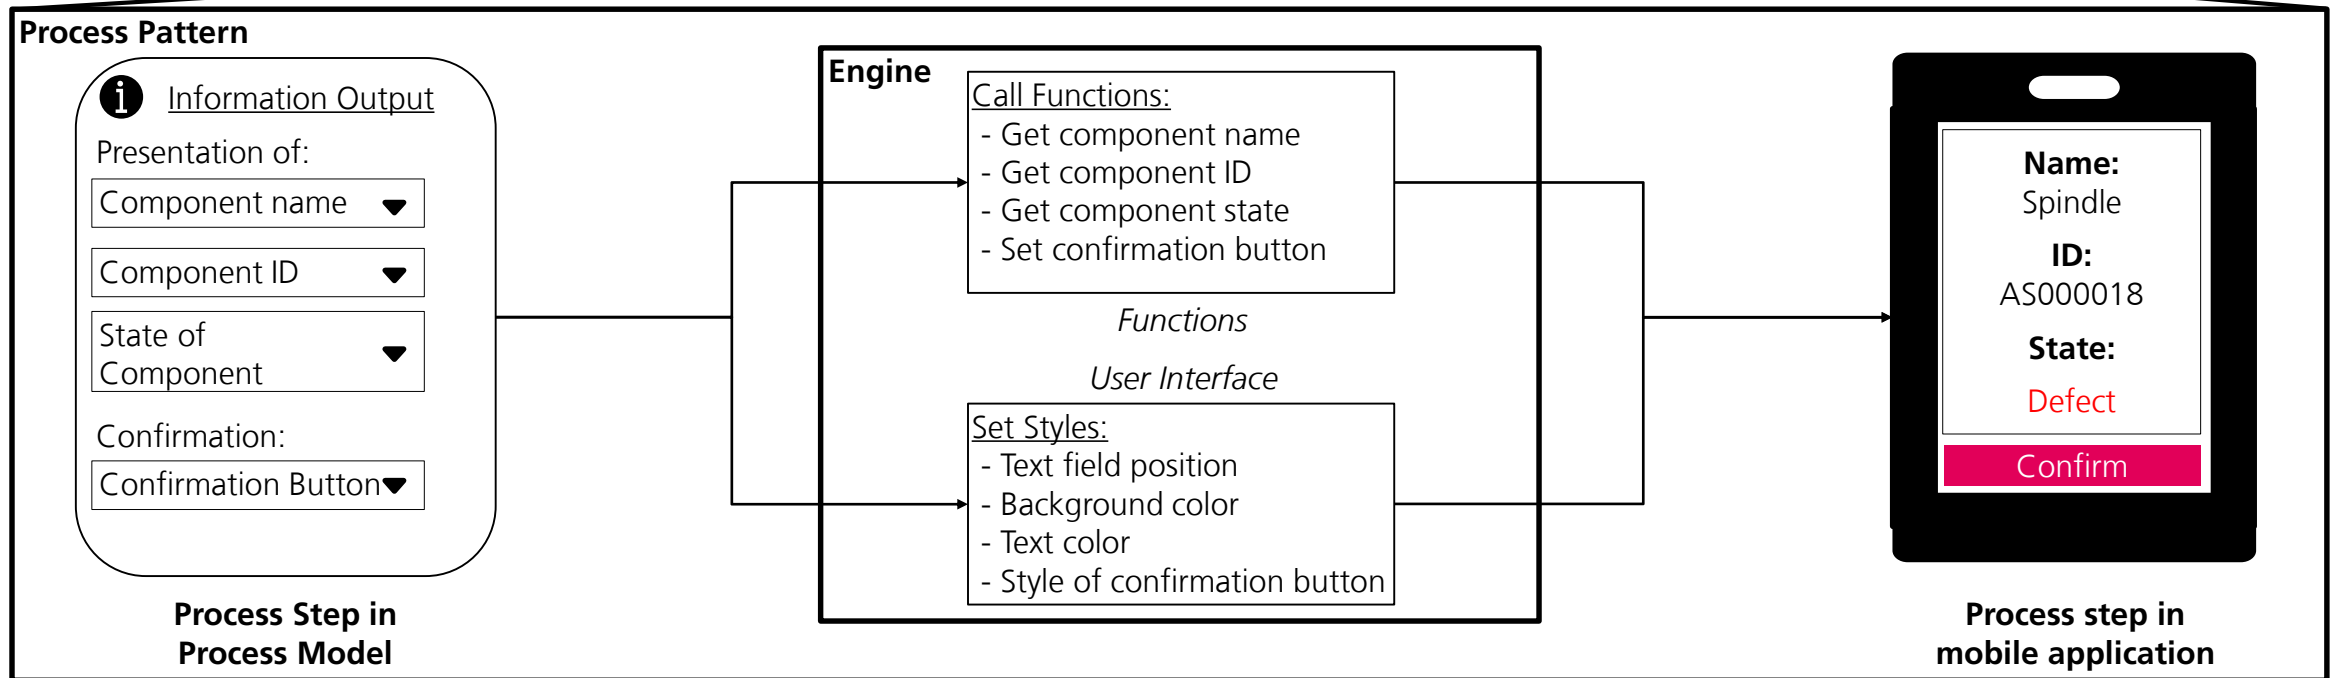 Process Pattern
Information Output
Presentation of:
Component name
Component ID
State of
Component
Confirmation:
Confirmation Button
Process Step in
Process Model
Engine
Call Functions:
- Get component name
- Get component ID
- Get component state
- Set confirmation button
Functions
User Interface
Set Styles:
- Text field position
- Background color
- Text color
- Style of confirmation button
Name:
Spindle
ID:
AS000018
State:
Defect
Confirm
Process step in
mobile application